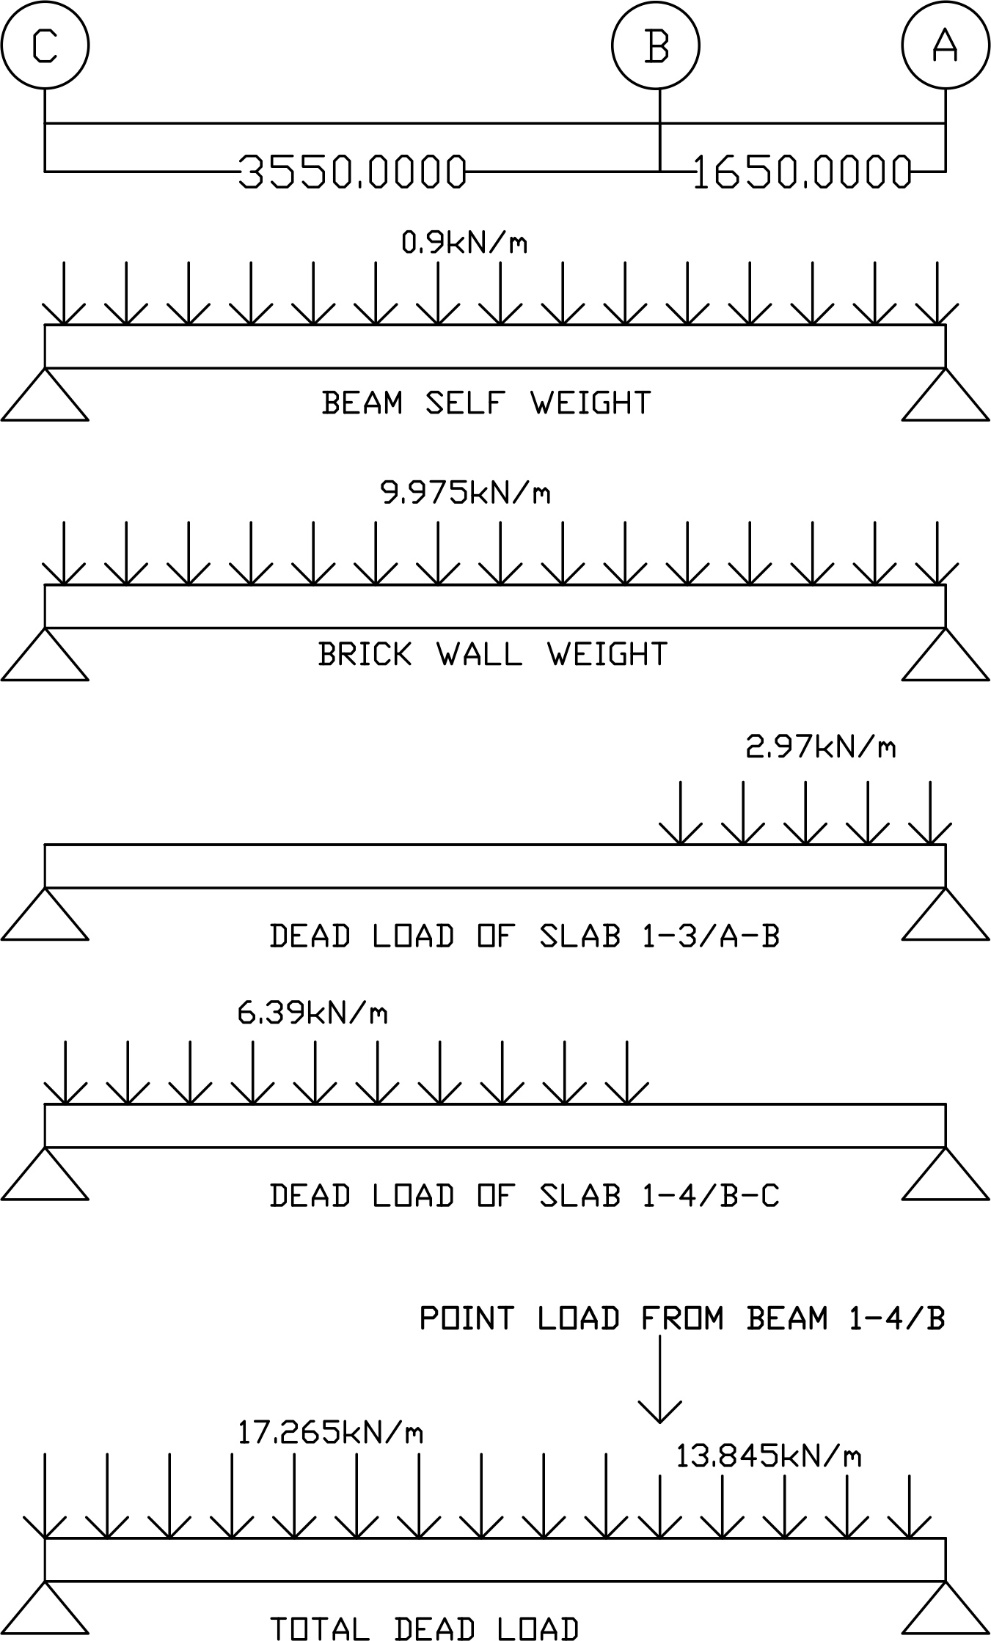 C B A
3550.0000 1650.0000
0.9kN/m
BEAM SELF WEIGHT
9.975kN/m
BRICK WALL WEIGHT
2.97kN/m
DEAD LOAD OF SLAB 1-3/A-B
6.39kN/m
DEAD LOAD OF SLAB 1-4/B-C
POINT LOAD FROM BEAM 1-4/B
17.265kN/m
13.845kN/m
TOTAL DEAD LOAD